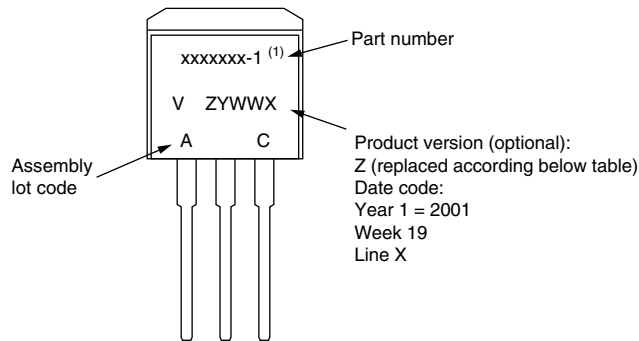 xxxxxxx-1 (1)
Part number
V ZYWWX
A C
Assembly
lot code
Product version (optional):
Z (replaced according below table)
Date code:
Year 1 = 2001
Week 19
Line X